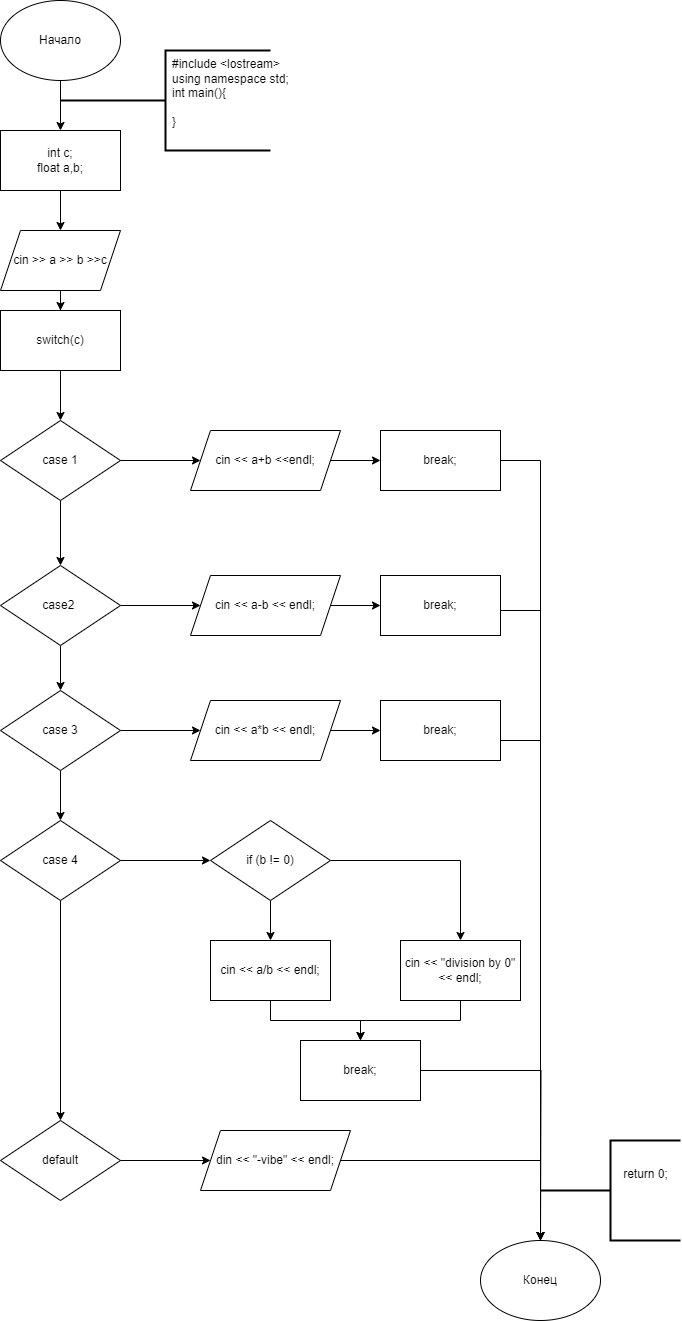 Начало
#include <lostream>
using namespace std;
int main(){
}
int c;
float a,b;
cin >> a >> b >>c
switch(c)
case 1
cin << a+b <<endl;
break;
case2
cin << a-b << endl;
break;
case 3
cin << a*b << endl;
break;
case 4
if (b != 0)
cin << a/b << endl;
cin << "division by 0"
<< endl;
break;
default
din << "-vibe" << endl;
return 0;
Конец